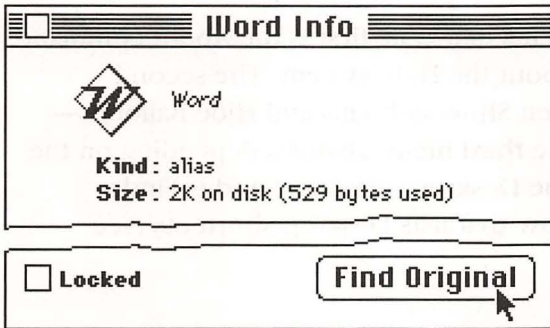 Word Info
Word
Kind: alias
Size: 2K on disk (529 bytes used)
Locked
Find Original